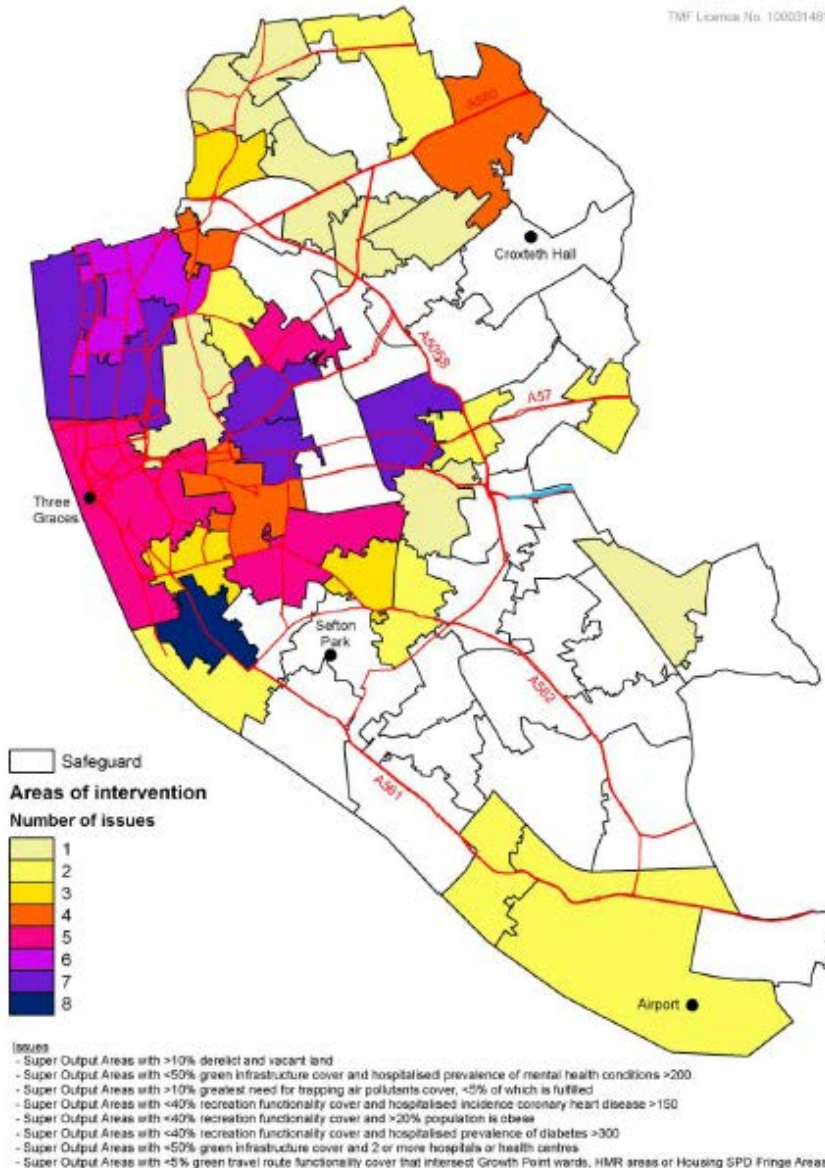 TMF Licence No. 10003146
A580
Croxteth Hall
A5058
A57
Three
Graces
Sefton
Park
A562
A561
Safeguard
Areas of intervention
Number of issues
1
2
3
4
5
6
7
8
Airport
Issues
- Super Output Areas with >10% derelict and vacant land
- Super Output Areas with <50% green infrastructure cover and hospitalised prevalence of mental health conditions >200
- Super Output Areas with >10% greatest need for trapping air pollutants cover, <5% of which is fulfilled
- Super Output Areas with <40% recreation functionality cover and hospitalised incidence coronary heart disease >150
- Super Output Areas with <40% recreation functionality cover and >20% population is obese
- Super Output Areas with <40% recreation functionality cover and hospitalised prevalence of diabetes >300
- Super Output Areas with <50% green infrastructure cover and 2 or more hospitals or health centres
- Super Output Areas with <5% green travel route functionality cover that intersect Growth Point wards, HMR areas or Housing SPD Fringe Areas